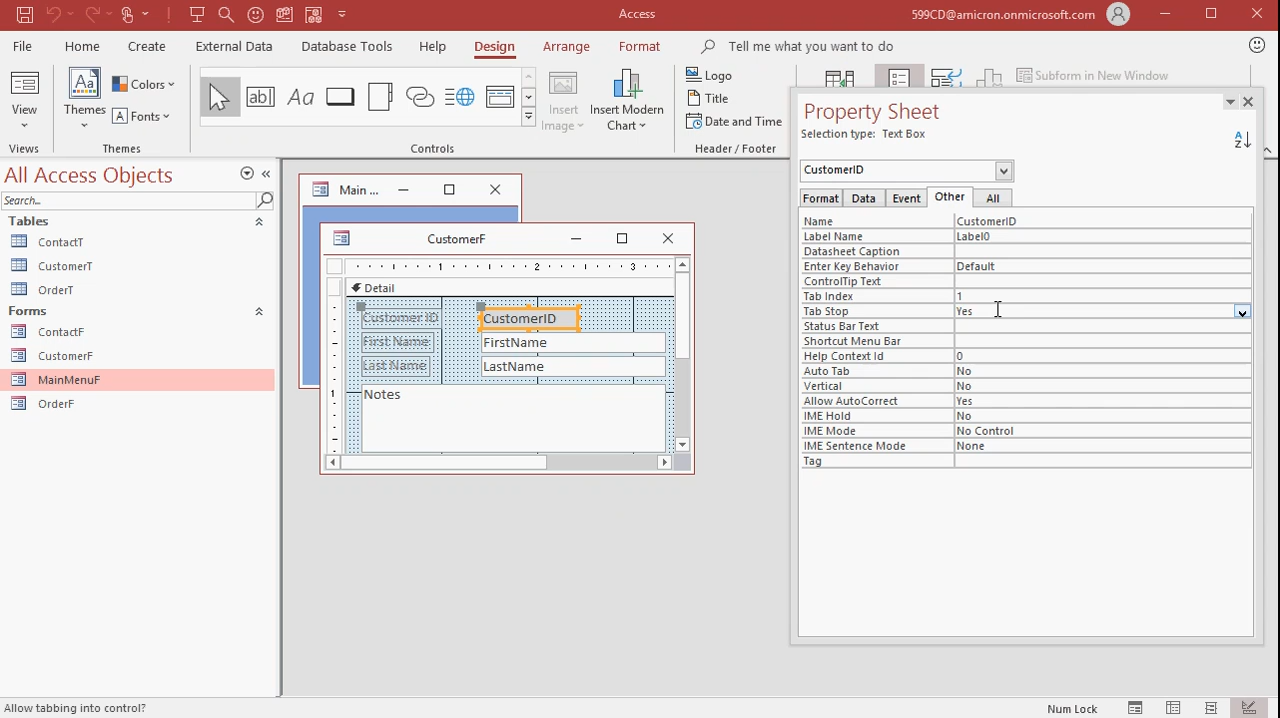 Access
599CD@amicron.onmicrosoft.com
File Home Create External Data Database Tools Help Design Arrange Format Tell me what you want to do
View
Views
Themes
Colors
Fonts
Themes
Aa
Controls
Insert Image
Insert Modern Chart
Logo
Title
Date and Time
Header / Footer
Subform in New Window
All Access Objects
Search...
Tables
ContactT
CustomerT
OrderT
Forms
ContactF
CustomerF
MainMenuF
OrderF
Main ...
CustomerF
1 2 3
Detail
Customer ID CustomerID
First Name FirstName
Last Name LastName
1
Notes
Property Sheet
Selection type: Text Box
CustomerID
Format Data Event Other All
Name CustomerID
Label Name Label0
Datasheet Caption
Enter Key Behavior Default
ControlTip Text
Tab Index 1
Tab Stop Yes
Status Bar Text
Shortcut Menu Bar
Help Context Id 0
Auto Tab No
Vertical No
Allow AutoCorrect Yes
IME Hold No
IME Mode No Control
IME Sentence Mode None
Tag
Allow tabbing into control?
Num Lock